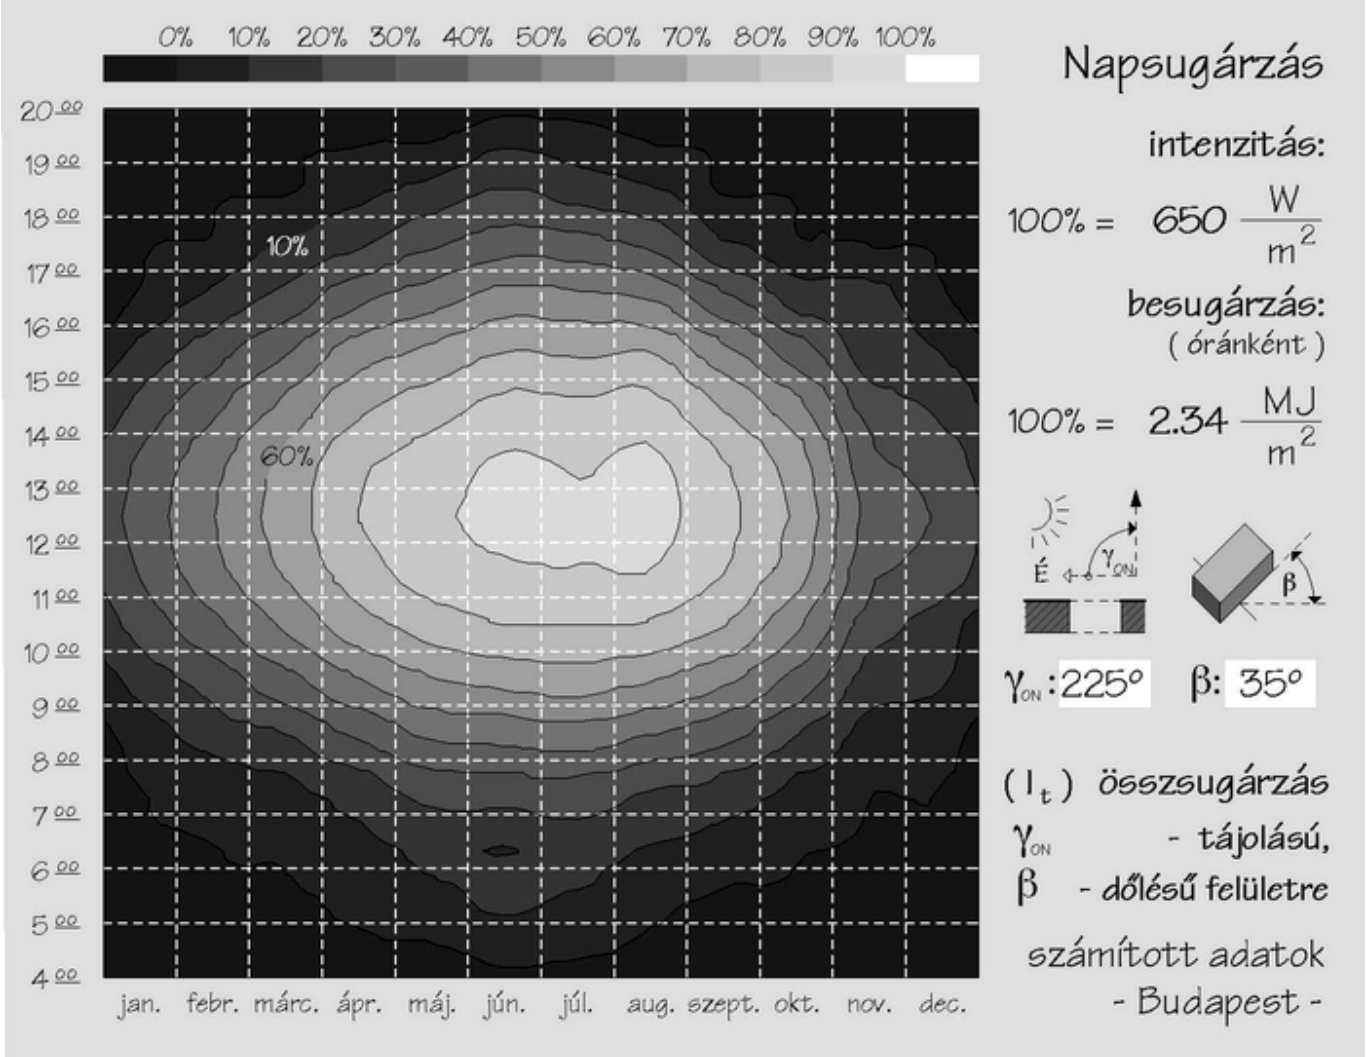 0% 10% 20% 30% 40% 50% 60% 70% 80% 90% 100%
Napsugárzás
intenzitás:
100% = 650 W/m²
besugárzás:
( óránként )
100% = 2.34 MJ/m²
20 00
19 00
18 00
17 00
16 00
15 00
14 00
13 00
12 00
11 00
10 00
9 00
8 00
7 00
6 00
5 00
4 00
10%
60%
jan. febr. márc. ápr. máj. jún. júl. aug. szept. okt. nov. dec.
É γON
β
γON : 225° β: 35°
( I t ) összsugárzás
γON - tájolású,
β - dőlésű felületre
számított adatok
- Budapest -